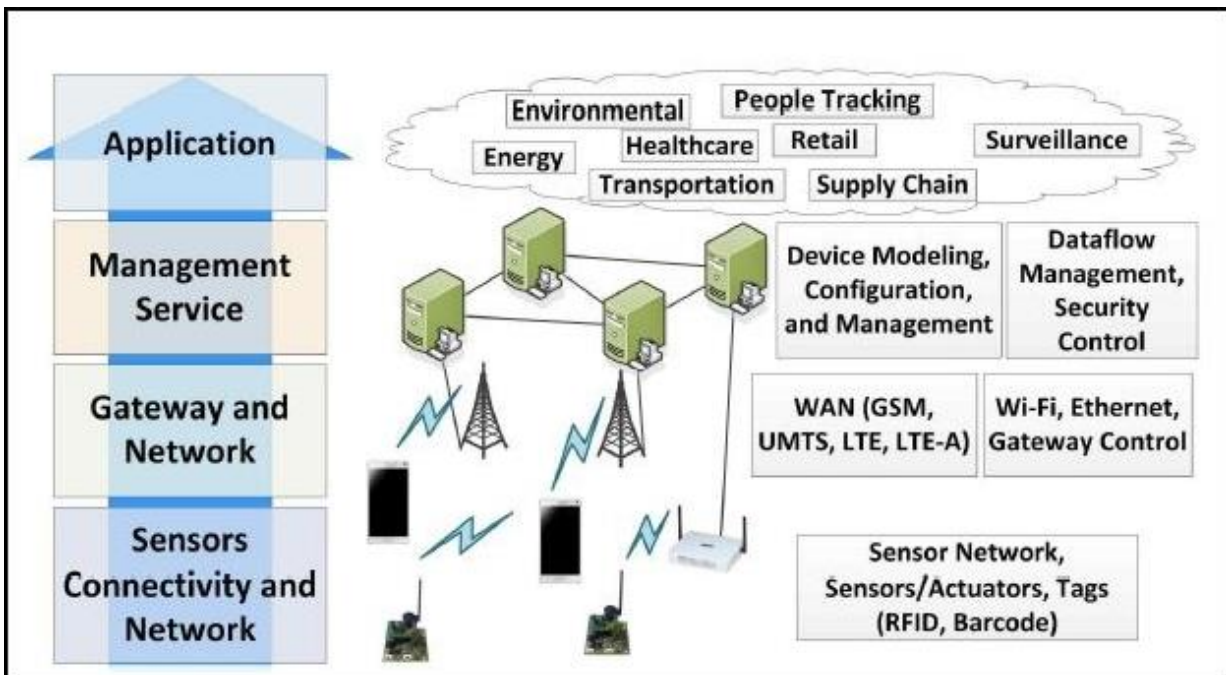 Application
Environmental
People Tracking
Energy
Healthcare
Retail
Surveillance
Transportation
Supply Chain
Management
Service
Device Modeling,
Configuration,
and Management
Dataflow
Management,
Security
Control
Gateway and
Network
WAN (GSM,
UMTS, LTE, LTE-A)
Wi-Fi, Ethernet,
Gateway Control
Sensors
Connectivity and
Network
Sensor Network,
Sensors/Actuators, Tags
(RFID, Barcode)